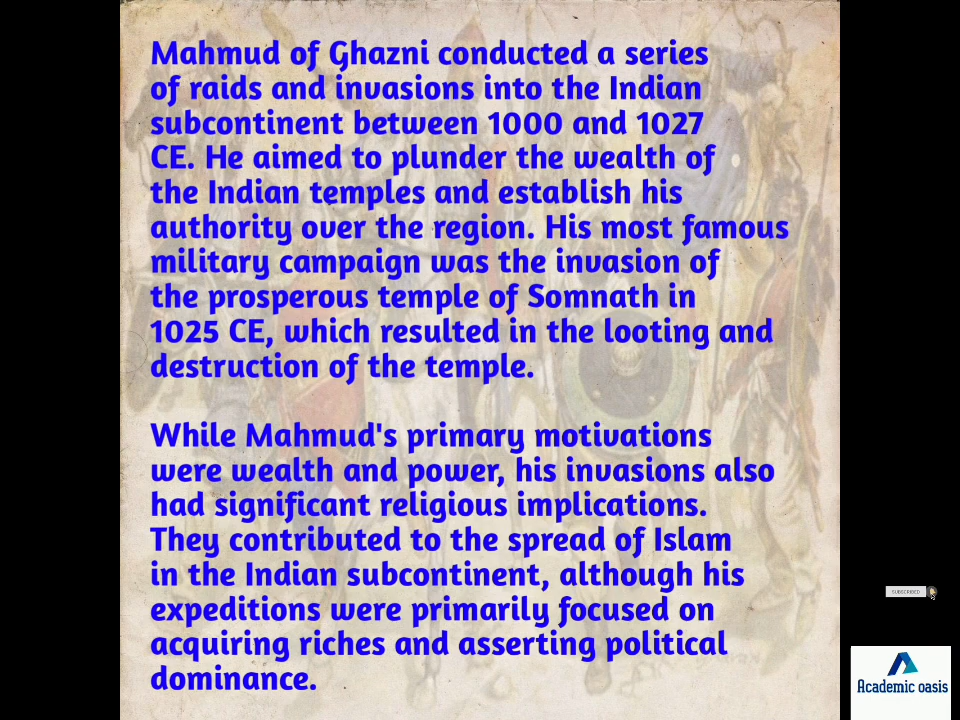 Mahmud of Ghazni conducted a series
of raids and invasions into the Indian
subcontinent between 1000 and 1027
CE. He aimed to plunder the wealth of
the Indian temples and establish his
authority over the region. His most famous
military campaign was the invasion of
the prosperous temple of Somnath in
1025 CE, which resulted in the looting and
destruction of the temple.
While Mahmud's primary motivations
were wealth and power, his invasions also
had significant religious implications.
They contributed to the spread of Islam
in the Indian subcontinent, although his
expeditions were primarily focused on
acquiring riches and asserting political
dominance.
SUBSCRIBED
Academic oasis